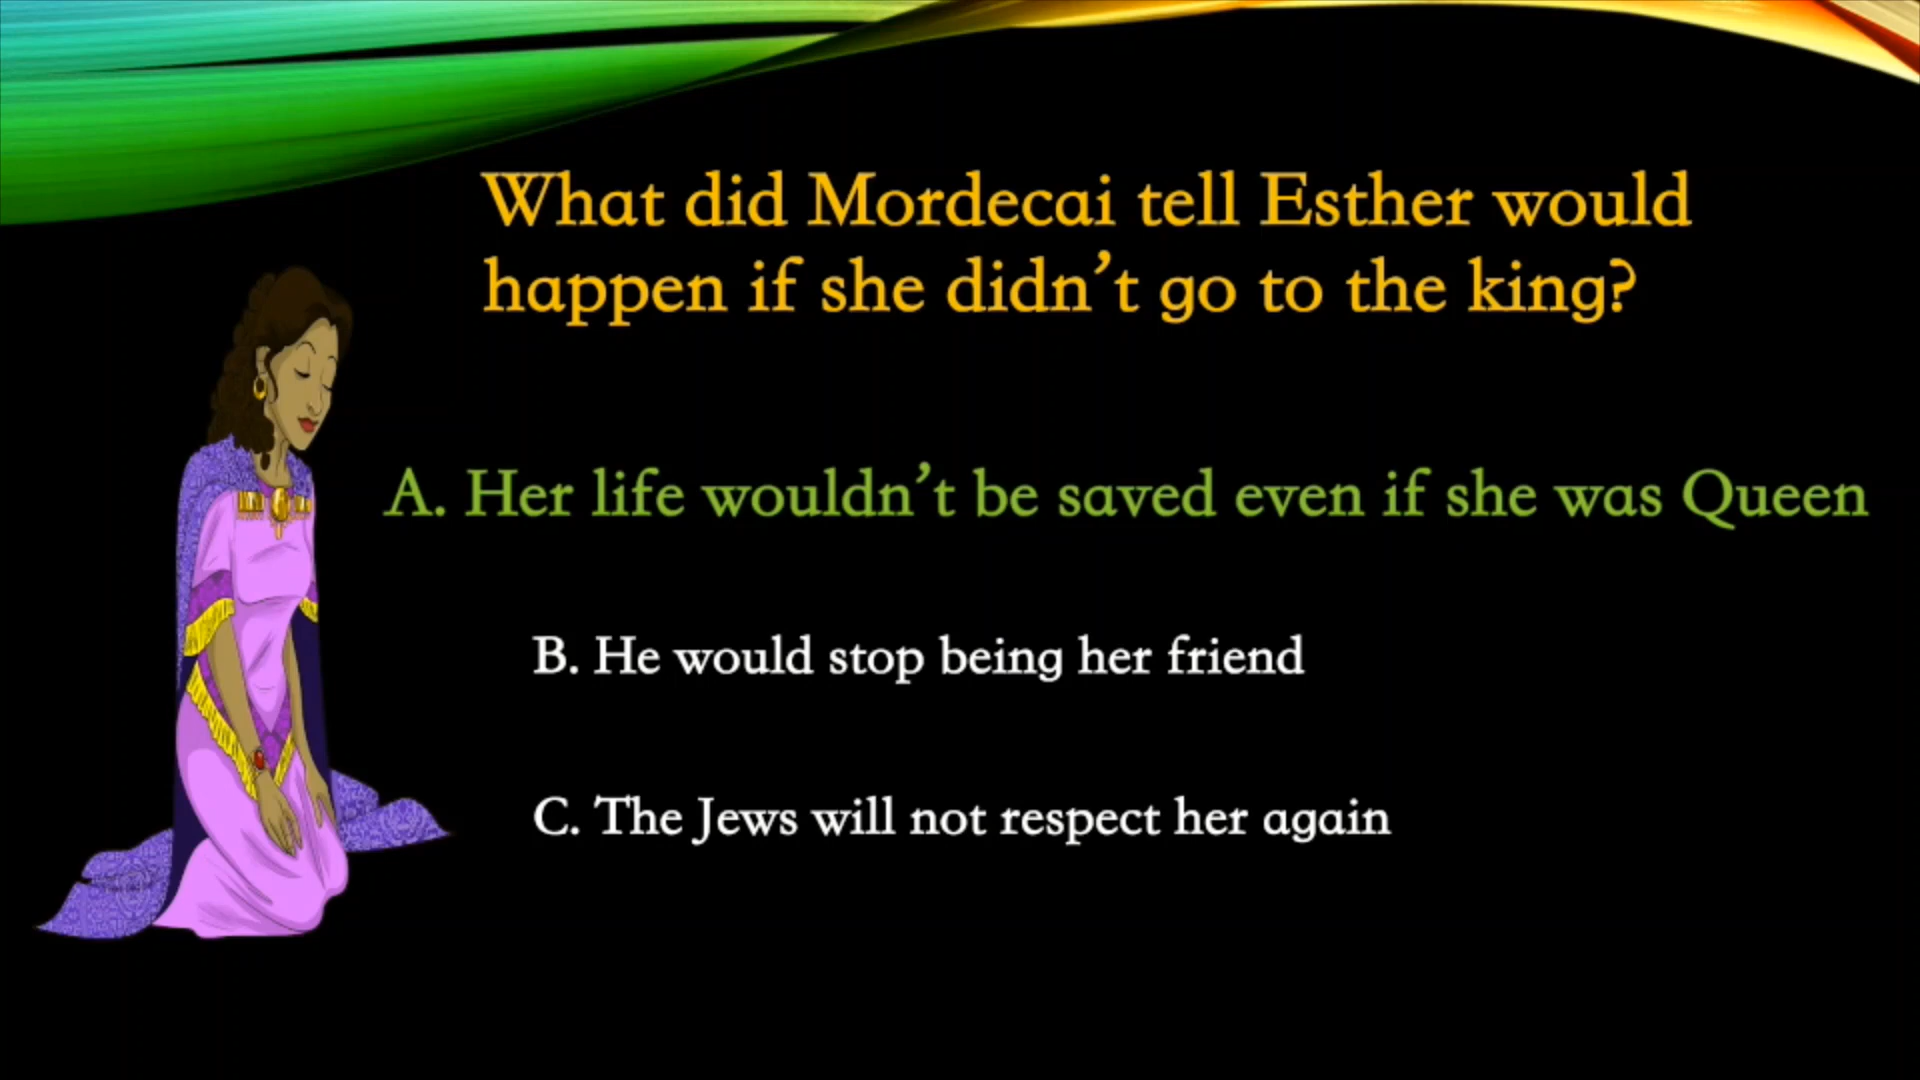 What did Mordecai tell Esther would
happen if she didn’t go to the king?
A. Her life wouldn’t be saved even if she was Queen
B. He would stop being her friend
C. The Jews will not respect her again